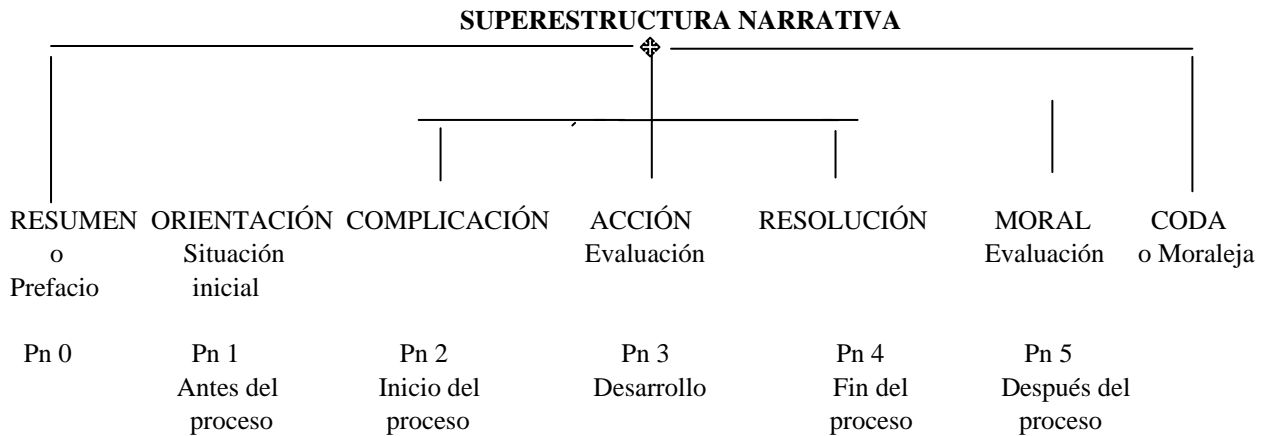 SUPERESTRUCTURA NARRATIVA
RESUMEN ORIENTACIÓN COMPLICACIÓN ACCIÓN RESOLUCIÓN MORAL CODA
o Situación Evaluación Evaluación o Moraleja
Prefacio inicial
Pn 0 Pn 1 Pn 2 Pn 3 Pn 4 Pn 5
Antes del Inicio del Desarrollo Fin del Después del
proceso proceso proceso proceso